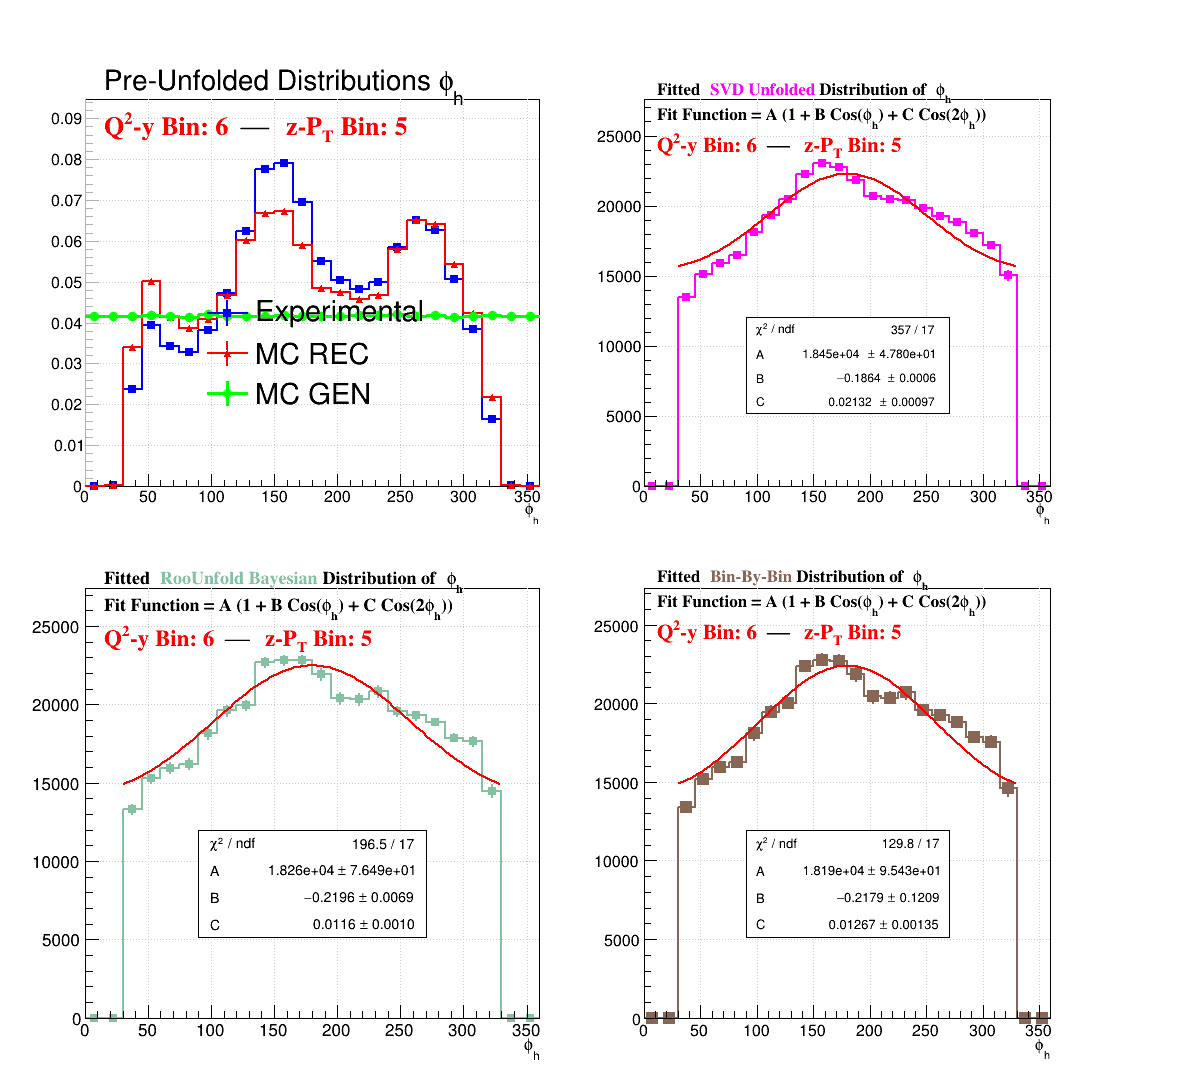 Pre-Unfolded Distributions ϕh
Q²-y Bin: 6 — z-PT Bin: 5
0.09
0.08
0.07
0.06
0.05
0.04
0.03
0.02
0.01
0
Experimental
MC REC
MC GEN
0 50 100 150 200 250 300 350
ϕh
Fitted SVD Unfolded Distribution of ϕh
Fit Function = A (1 + B Cos(ϕh) + C Cos(2ϕh))
Q²-y Bin: 6 — z-PT Bin: 5
25000
20000
15000
10000
5000
0
χ² / ndf 357 / 17
A 1.845e+04 ± 4.780e+01
B −0.1864 ± 0.0006
C 0.02132 ± 0.00097
0 50 100 150 200 250 300 350
ϕh
Fitted RooUnfold Bayesian Distribution of ϕh
Fit Function = A (1 + B Cos(ϕh) + C Cos(2ϕh))
Q²-y Bin: 6 — z-PT Bin: 5
25000
20000
15000
10000
5000
0
χ² / ndf 196.5 / 17
A 1.826e+04 ± 7.649e+01
B −0.2196 ± 0.0069
C 0.0116 ± 0.0010
0 50 100 150 200 250 300 350
ϕh
Fitted Bin-By-Bin Distribution of ϕh
Fit Function = A (1 + B Cos(ϕh) + C Cos(2ϕh))
Q²-y Bin: 6 — z-PT Bin: 5
25000
20000
15000
10000
5000
0
χ² / ndf 129.8 / 17
A 1.819e+04 ± 9.543e+01
B −0.2179 ± 0.1209
C 0.01267 ± 0.00135
0 50 100 150 200 250 300 350
ϕh